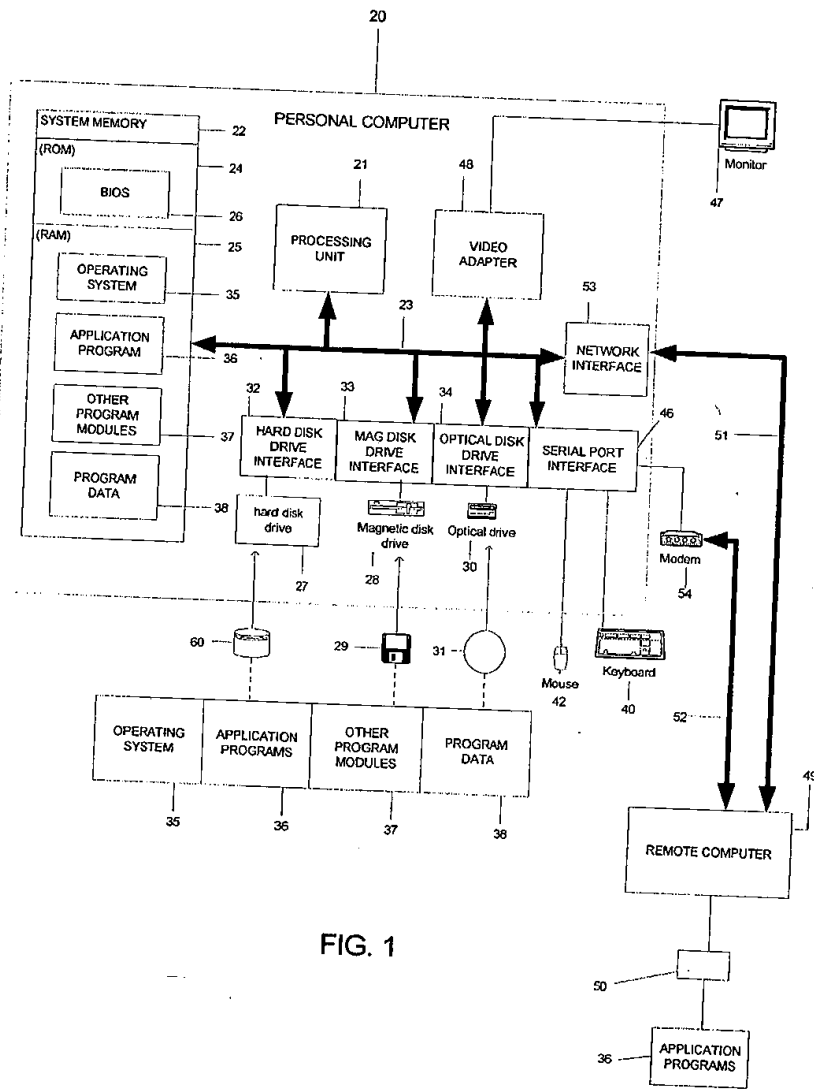 20
SYSTEM MEMORY
22
PERSONAL COMPUTER
(ROM)
24
BIOS
26
(RAM)
25
OPERATING
SYSTEM
35
APPLICATION
PROGRAM
36
OTHER
PROGRAM
MODULES
37
PROGRAM
DATA
38
21
PROCESSING
UNIT
48
VIDEO
ADAPTER
Monitor
47
23
53
NETWORK
INTERFACE
32
HARD DISK
DRIVE
INTERFACE
33
MAG DISK
DRIVE
INTERFACE
34
OPTICAL DISK
DRIVE
INTERFACE
46
SERIAL PORT
INTERFACE
51
hard disk
drive
27
Magnetic disk
drive
28
Optical drive
30
Modem
54
60
29
31
Mouse
42
Keyboard
40
52
OPERATING
SYSTEM
35
APPLICATION
PROGRAMS
36
OTHER
PROGRAM
MODULES
37
PROGRAM
DATA
38
49
REMOTE COMPUTER
50
36
APPLICATION
PROGRAMS
FIG. 1